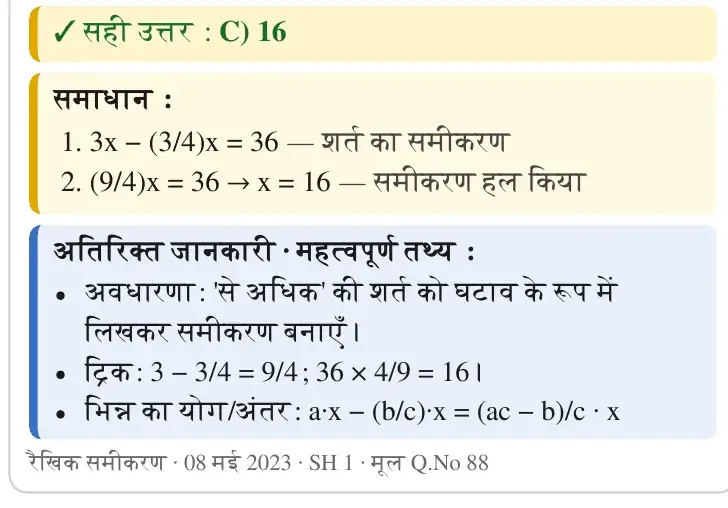 ✓ सही उत्तर : C) 16
समाधान :
1. 3x − (3/4)x = 36 — शर्त का समीकरण
2. (9/4)x = 36 → x = 16 — समीकरण हल किया
अतिरिक्त जानकारी · महत्वपूर्ण तथ्य :
• अवधारणा : 'से अधिक' की शर्त को घटाव के रूप में
लिखकर समीकरण बनाएँ।
• ट्रिक : 3 − 3/4 = 9/4 ; 36 × 4/9 = 16।
• भिन्न का योग/अंतर : a·x − (b/c)·x = (ac − b)/c · x
रैखिक समीकरण · 08 मई 2023 · SH 1 · मूल Q.No 88